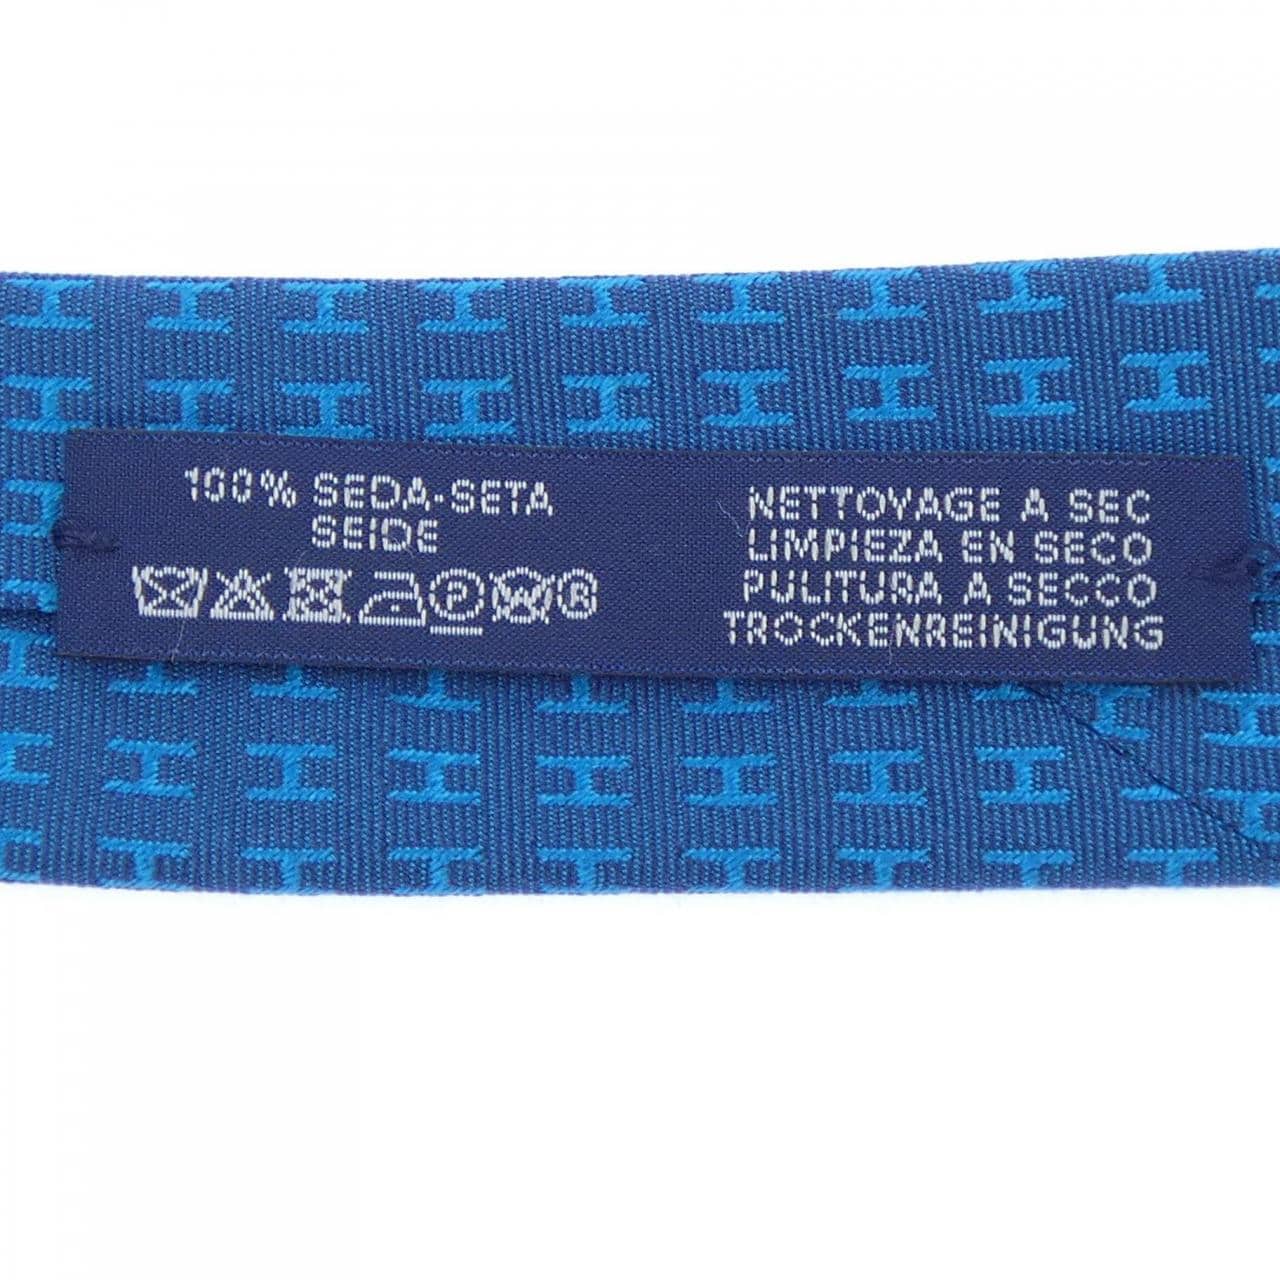 100% SEDA-SETA
SEIDE
P W ®
NETTOYAGE A SEC
LIMPIEZA EN SECO
PULITURA A SECCO
TROCKENREINIGUNG